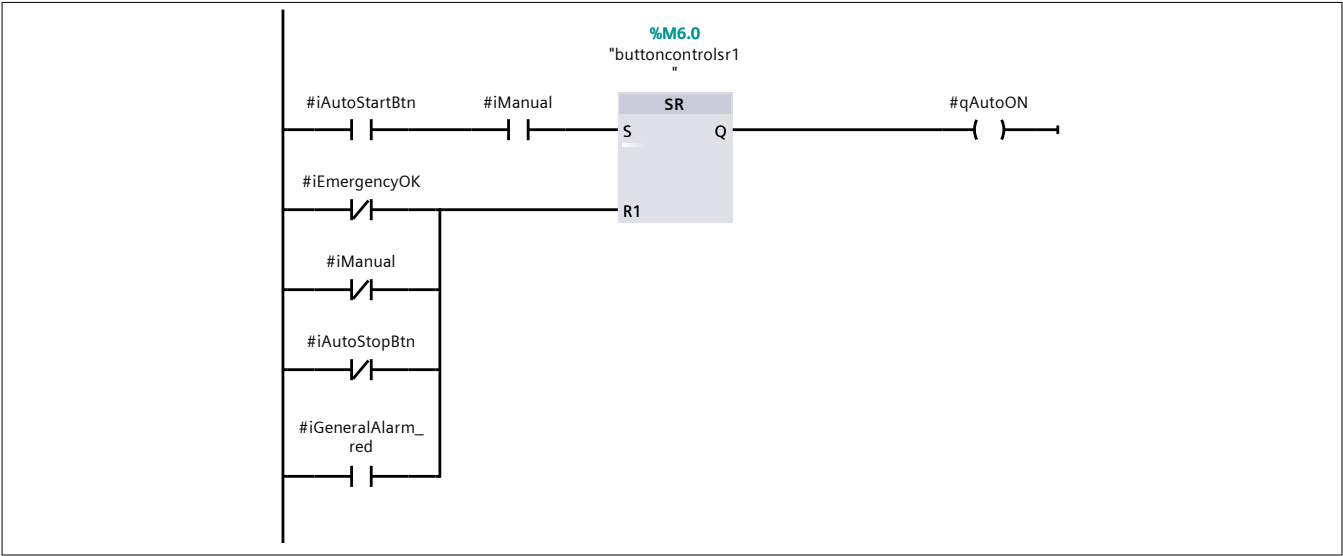 %M6.0
"buttoncontrolsr1
"
#iAutoStartBtn
#iManual
SR
#qAutoON
S
Q
#iEmergencyOK
R1
#iManual
#iAutoStopBtn
#iGeneralAlarm_
red